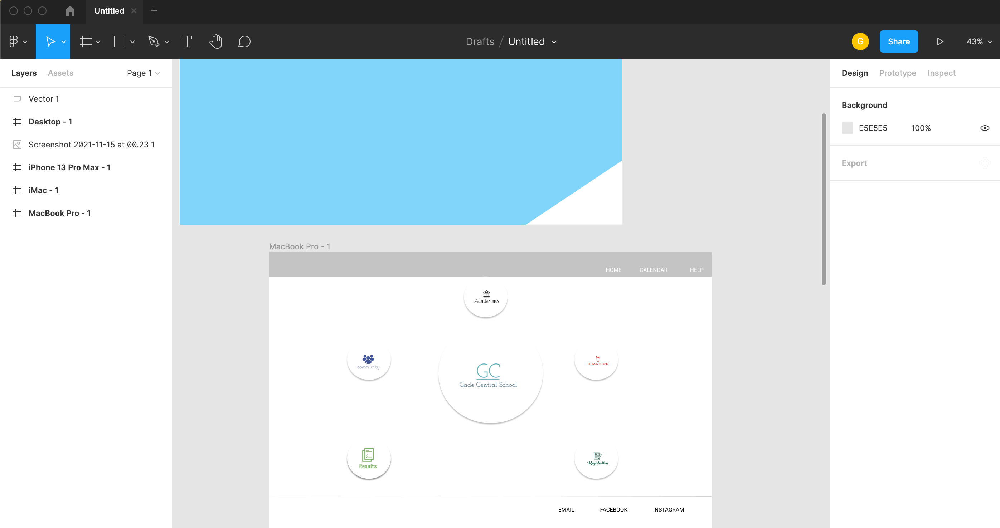 Untitled
Drafts / Untitled
G
Share
43%
Layers
Assets
Page 1
Vector 1
Desktop - 1
Screenshot 2021-11-15 at 00.23 1
iPhone 13 Pro Max - 1
iMac - 1
MacBook Pro - 1
Design
Prototype
Inspect
Background
E5E5E5
100%
Export
MacBook Pro - 1
HOME
CALENDAR
HELP
Admissions
community
BOARDING
GC
Gade Central School
Results
Registration
EMAIL
FACEBOOK
INSTAGRAM